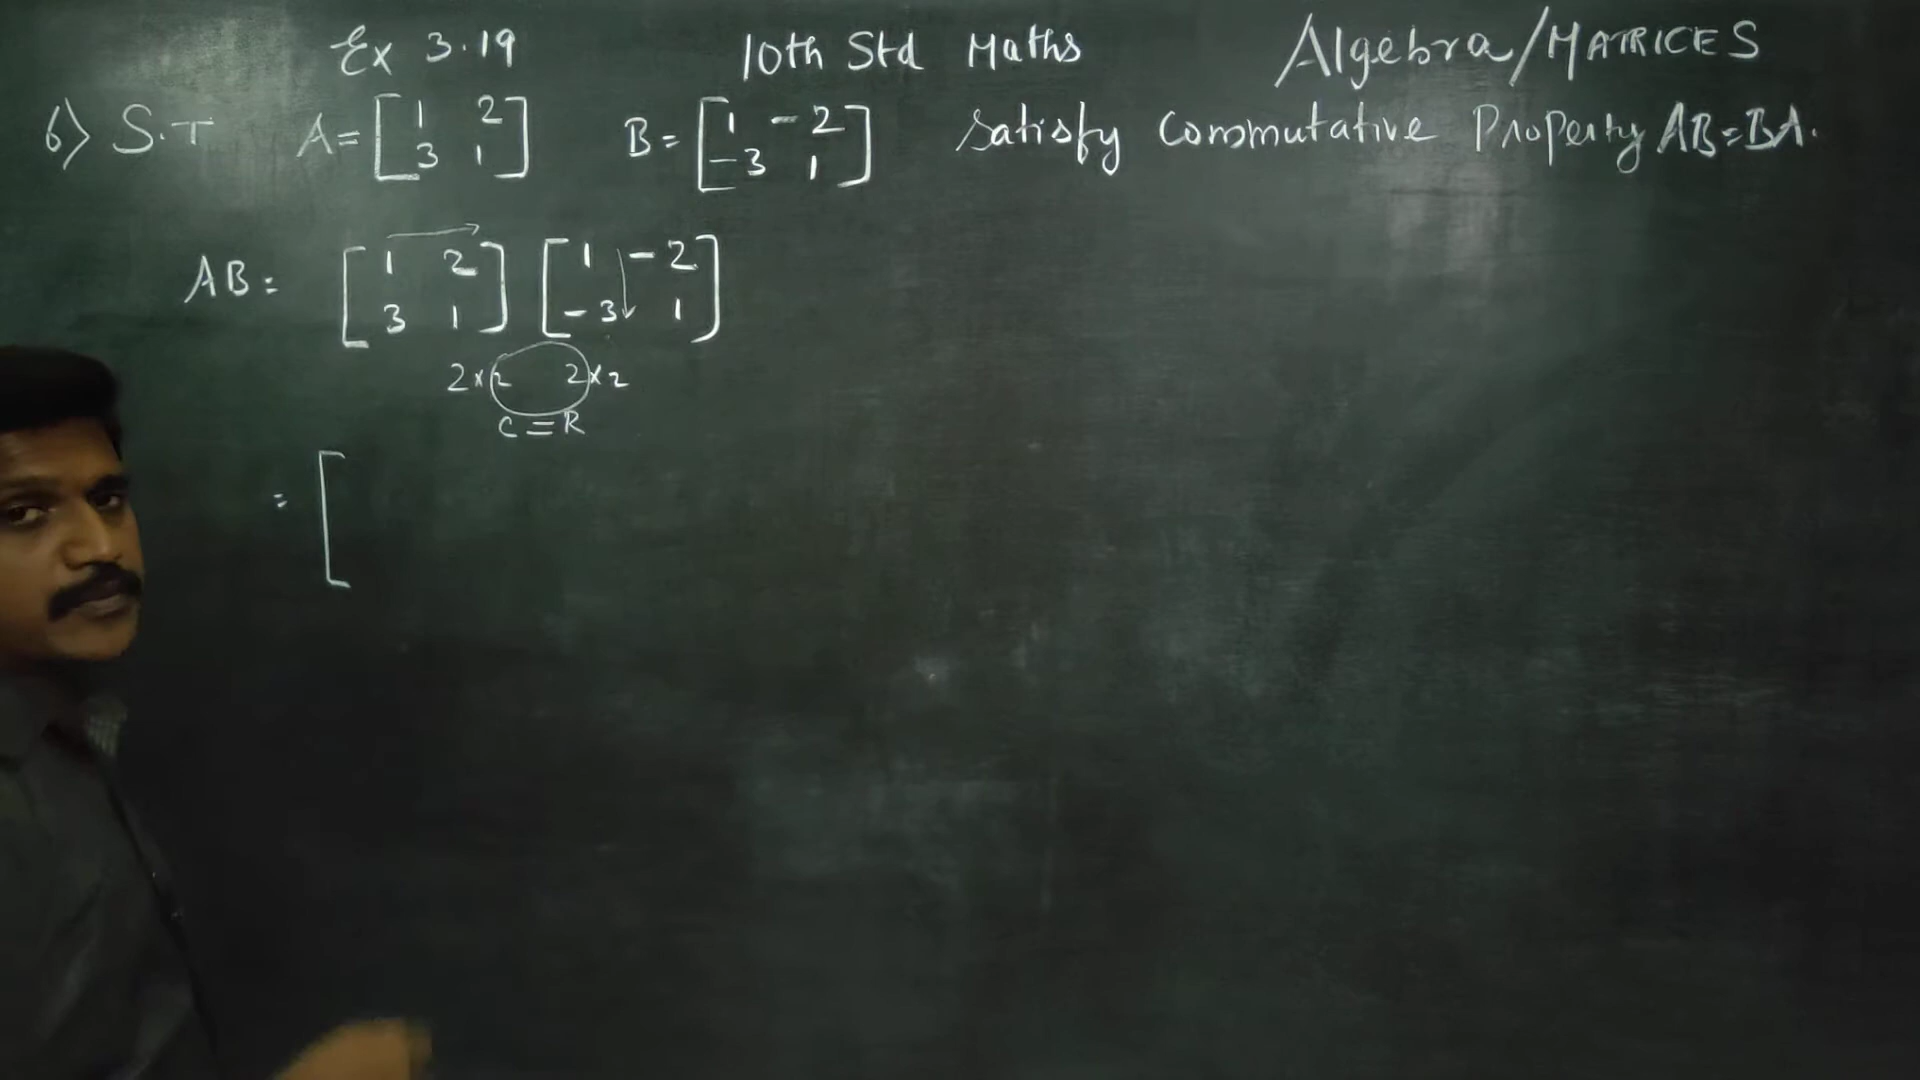 Ex 3.19 10th Std Maths Algebra/MATRICES
6) S.T A = [1 2 3 1] B = [1 -2 -3 1] satisfy Commutative Property AB=BA.
AB = [1 2 3 1] [1 -2 -3 1]
2×2 2×2
C = R
= [